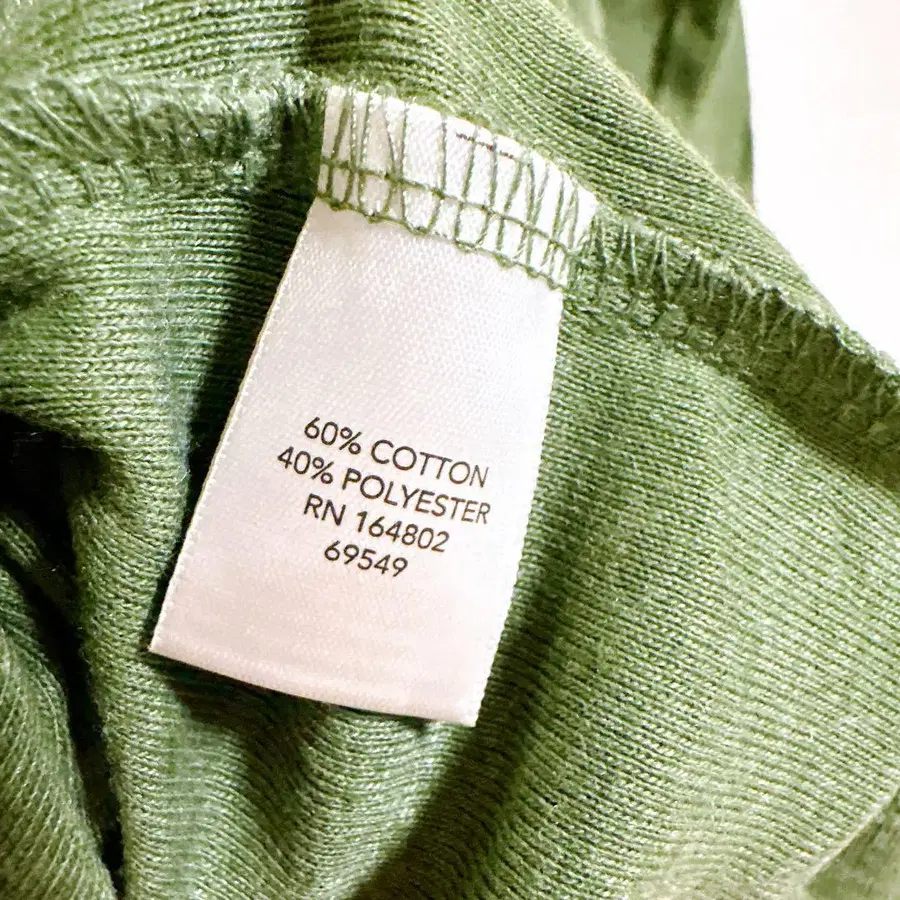 60% COTTON
40% POLYESTER
RN 164802
69549